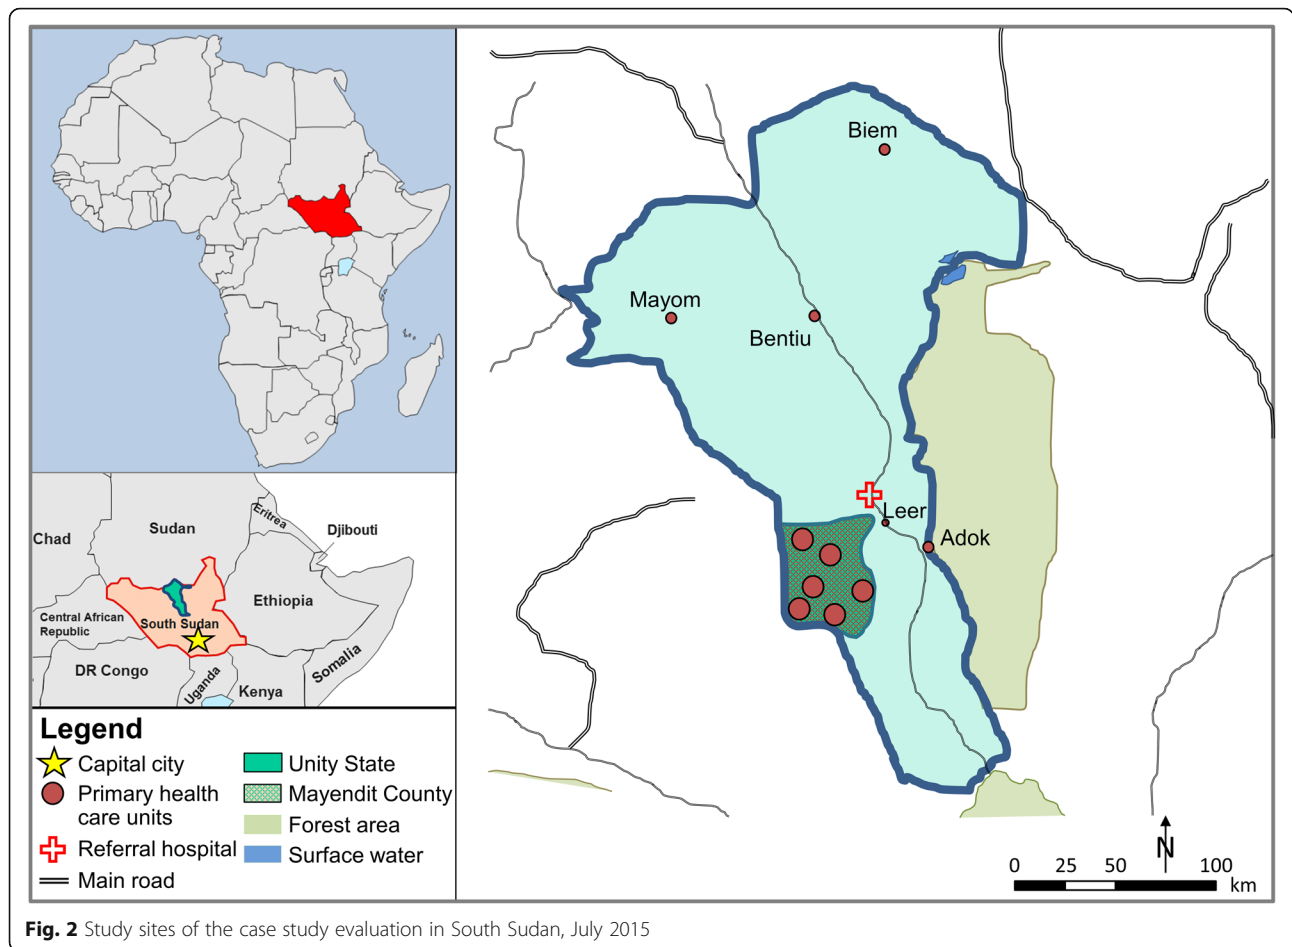 Biem
Mayom
Bentiu
Leer
Adok
Eritrea
Sudan
Djibouti
Chad
Ethiopia
Central African
Republic
South Sudan
DR Congo
Uganda
Kenya
Somalia
Legend
Capital city
Primary health
care units
Referral hospital
Main road
Unity State
Mayendit County
Forest area
Surface water
N
0 25 50 100
km
Fig. 2 Study sites of the case study evaluation in South Sudan, July 2015